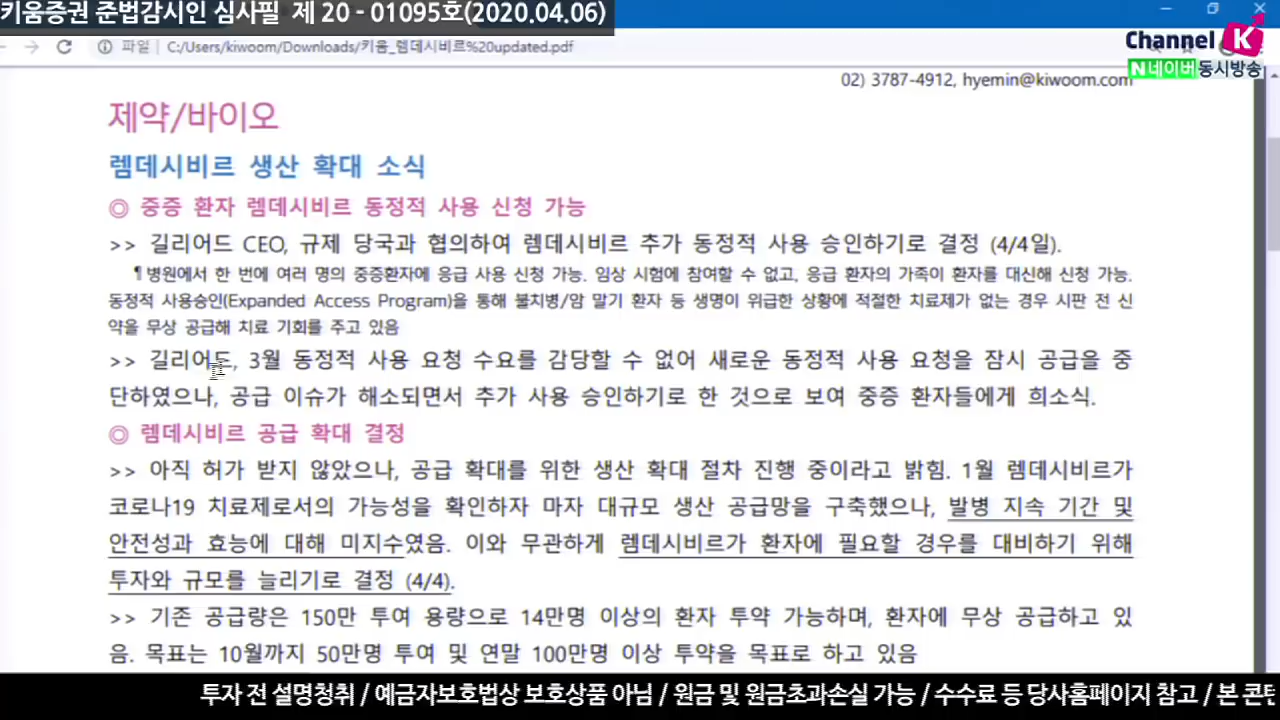 키움증권 준법감시인 심사필 제 20 - 01095호(2020.04.06)
파일 | C:/Users/kiwoom/Downloads/키움_렘데시비르%20updated.pdf
Channel K
N 네이버 동시방송
02) 3787-4912, hyemin@kiwoom.com
제약/바이오
렘데시비르 생산 확대 소식
◎ 중증 환자 렘데시비르 동정적 사용 신청 가능
>> 길리어드 CEO, 규제 당국과 협의하여 렘데시비르 추가 동정적 사용 승인하기로 결정 (4/4일).
¶병원에서 한 번에 여러 명의 중증환자에 응급 사용 신청 가능. 임상 시험에 참여할 수 없고, 응급 환자의 가족이 환자를 대신해 신청 가능.
동정적 사용승인(Expanded Access Program)을 통해 불치병/암 말기 환자 등 생명이 위급한 상황에 적절한 치료제가 없는 경우 시판 전 신
약을 무상 공급해 치료 기회를 주고 있음
>> 길리어드, 3월 동정적 사용 요청 수요를 감당할 수 없어 새로운 동정적 사용 요청을 잠시 공급을 중
단하였으나, 공급 이슈가 해소되면서 추가 사용 승인하기로 한 것으로 보여 중증 환자들에게 희소식.
◎ 렘데시비르 공급 확대 결정
>> 아직 허가 받지 않았으나, 공급 확대를 위한 생산 확대 절차 진행 중이라고 밝힘. 1월 렘데시비르가
코로나19 치료제로서의 가능성을 확인하자 마자 대규모 생산 공급망을 구축했으나, 발병 지속 기간 및
안전성과 효능에 대해 미지수였음. 이와 무관하게 렘데시비르가 환자에 필요할 경우를 대비하기 위해
투자와 규모를 늘리기로 결정 (4/4).
>> 기존 공급량은 150만 투여 용량으로 14만명 이상의 환자 투약 가능하며, 환자에 무상 공급하고 있
음. 목표는 10월까지 50만명 투여 및 연말 100만명 이상 투약을 목표로 하고 있음
투자 전 설명청취 / 예금자보호법상 보호상품 아님 / 원금 및 원금초과손실 가능 / 수수료 등 당사홈페이지 참고 / 본 콘텐